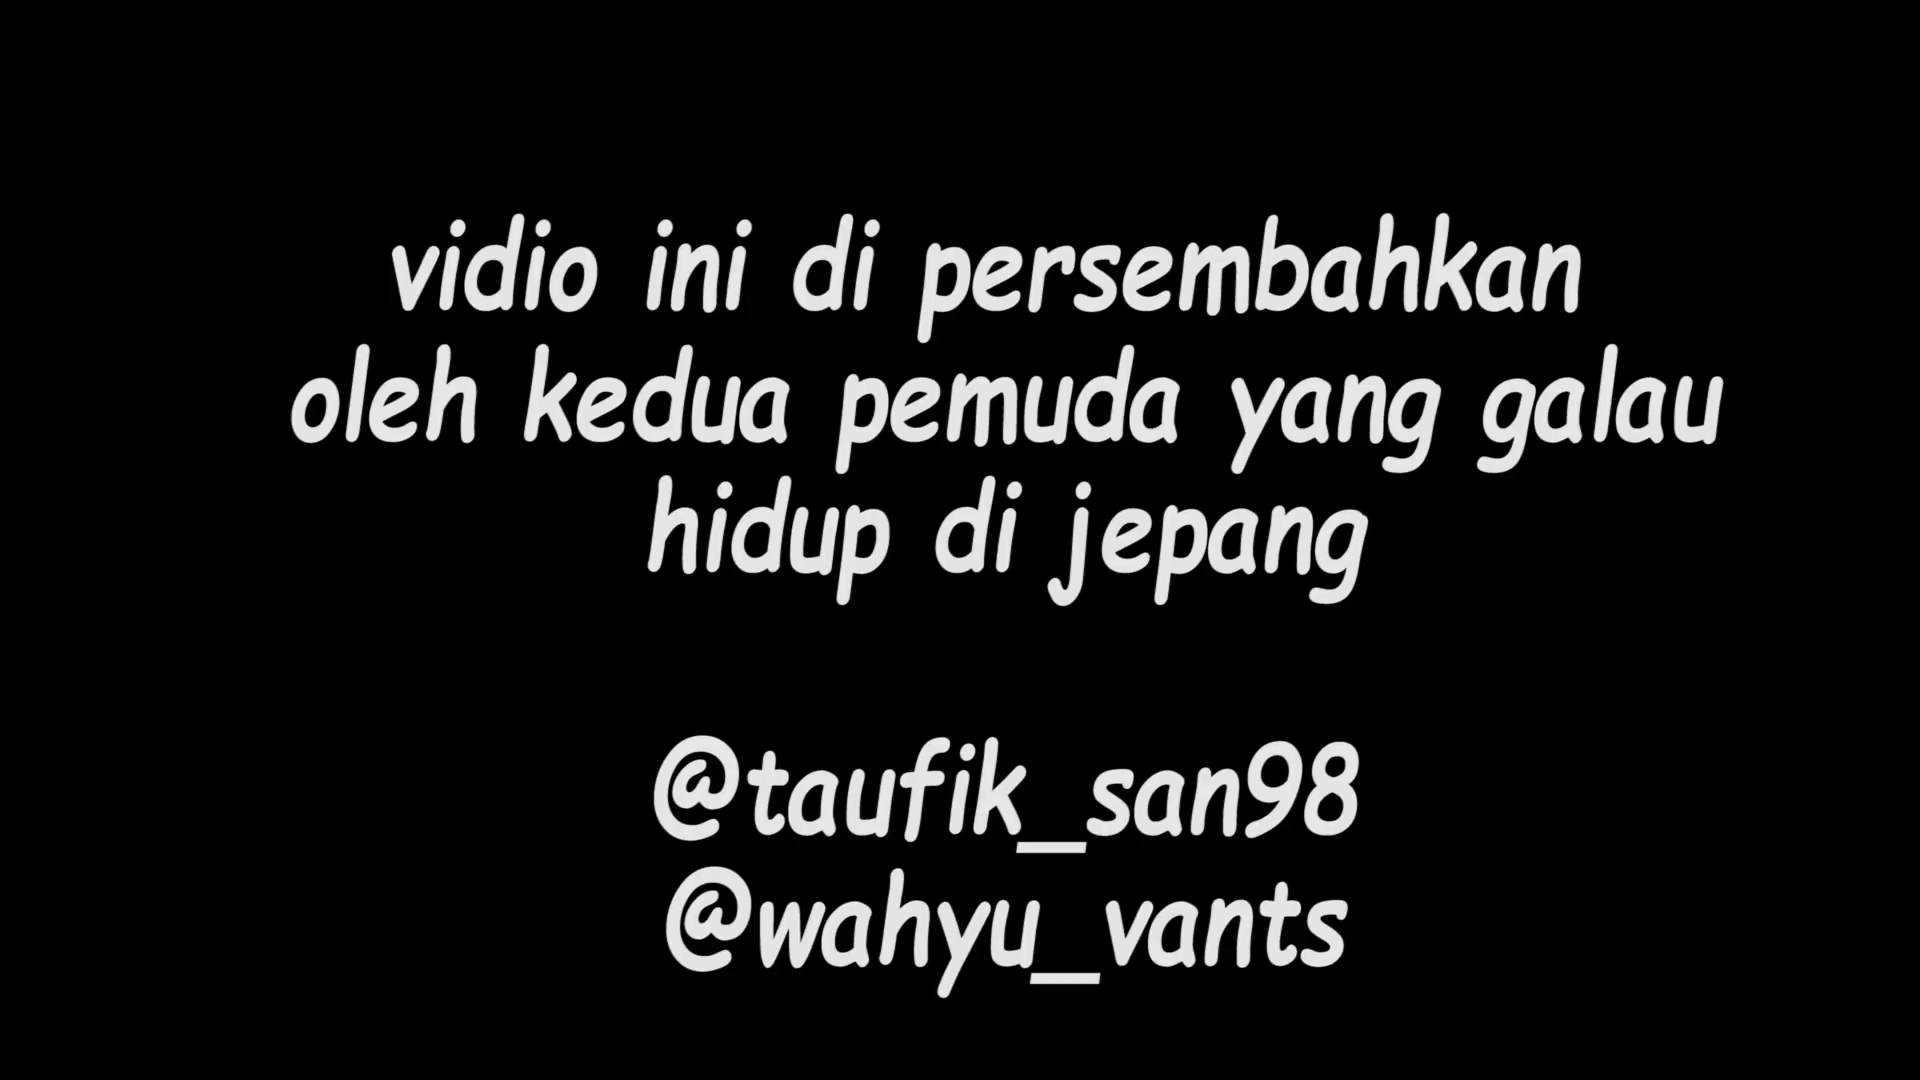 vidio ini di persembahkan
oleh kedua pemuda yang galau
hidup di jepang
@taufik_san98
@wahyu_vants